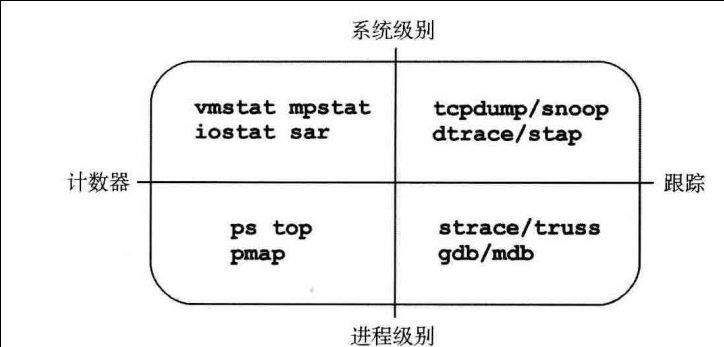 系统级别
vmstat mpstat
iostat sar
tcpdump/snoop
dtrace/stap
计数器
跟踪
ps top
pmap
strace/truss
gdb/mdb
进程级别